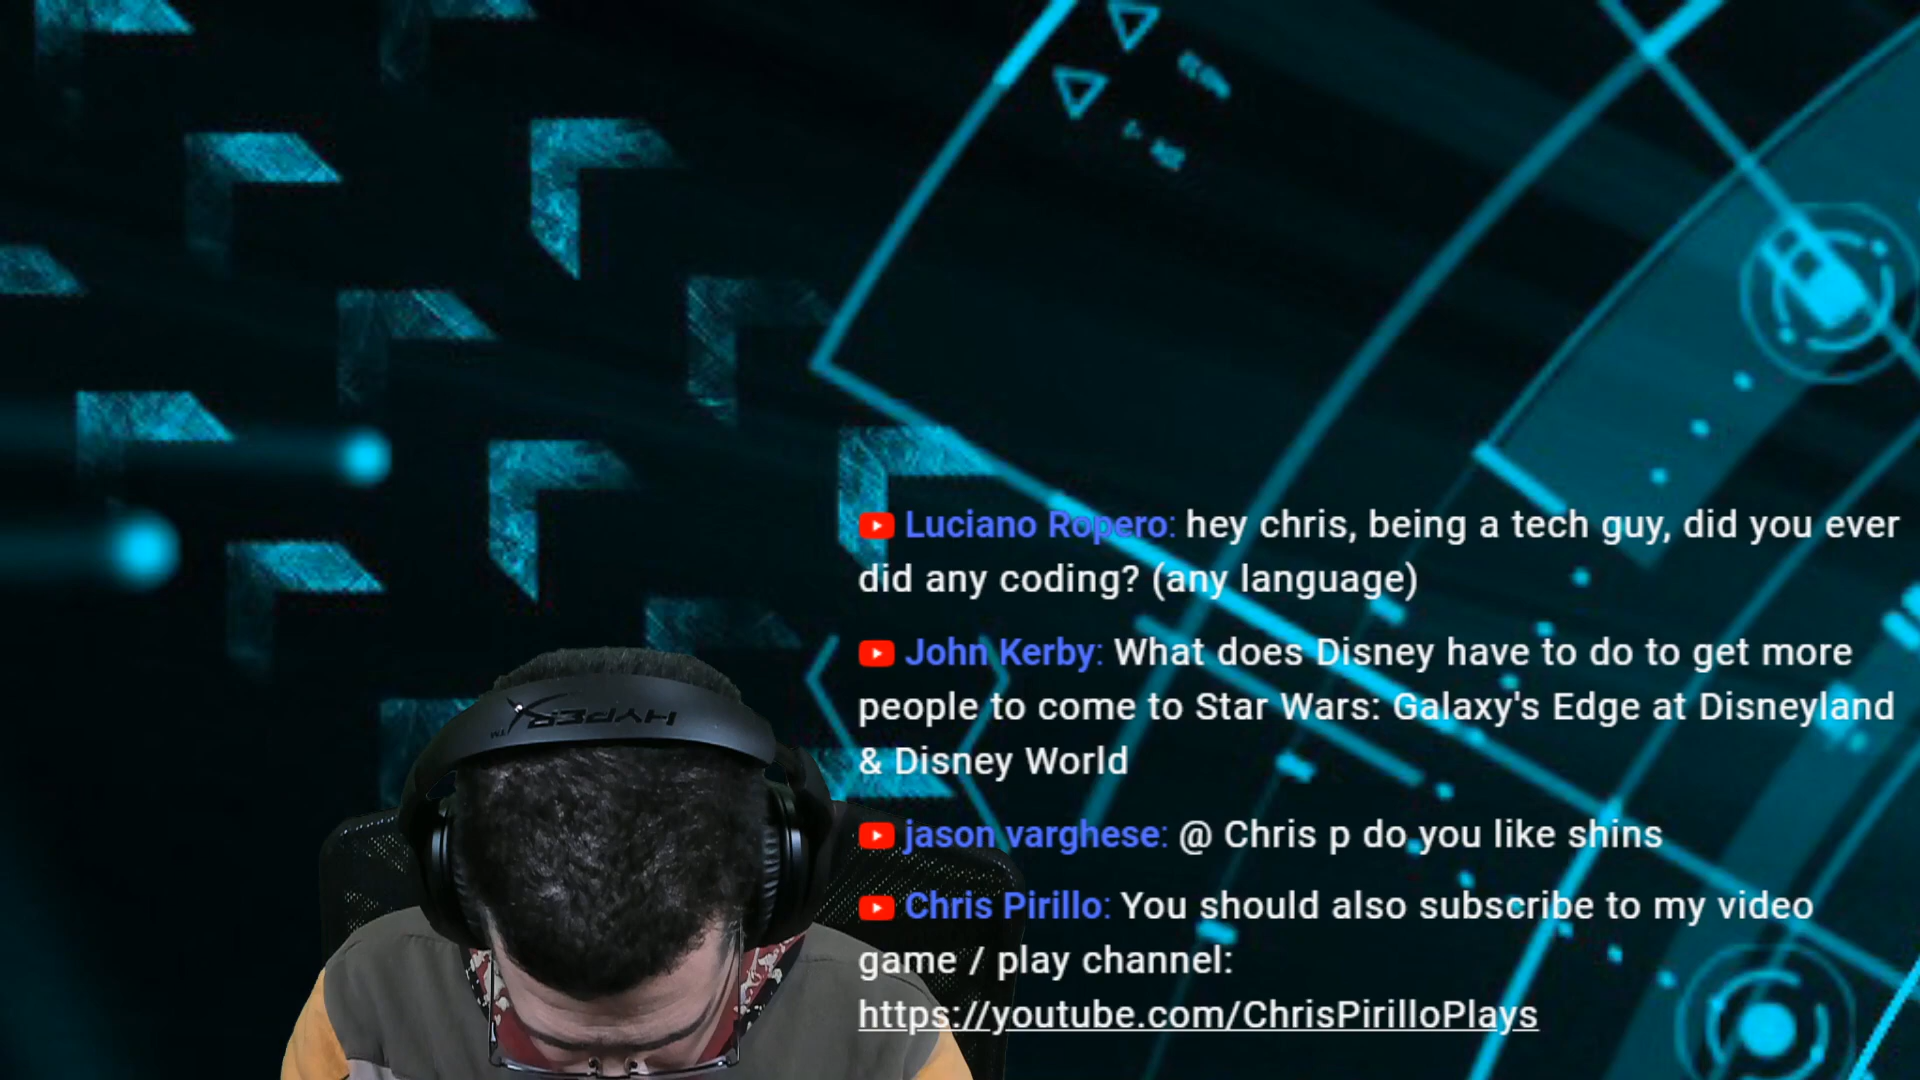 Luciano Ropero: hey chris, being a tech guy, did you ever
did any coding? (any language)
John Kerby: What does Disney have to do to get more
people to come to Star Wars: Galaxy's Edge at Disneyland
& Disney World
jason varghese: @ Chris p do you like shins
Chris Pirillo: You should also subscribe to my video
game / play channel:
https://youtube.com/ChrisPirilloPlays
HYPERX